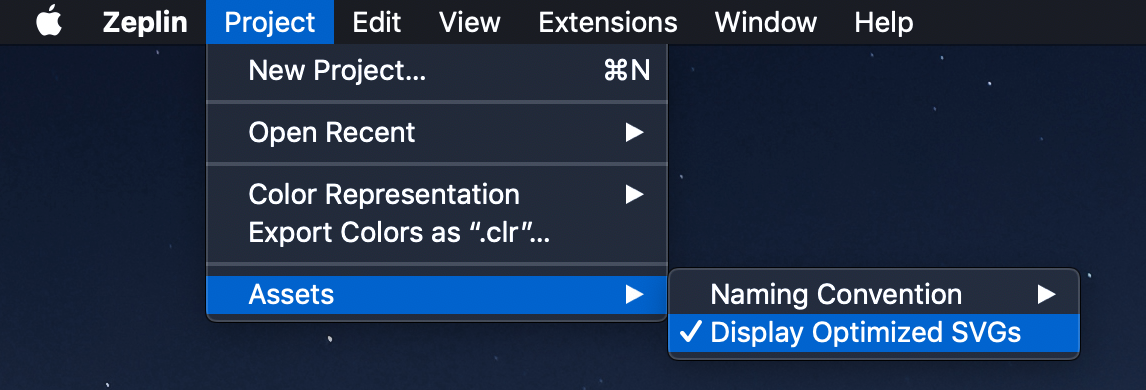 Zeplin Project Edit View Extensions Window Help
New Project... ⌘N
Open Recent
Color Representation
Export Colors as “.clr”...
Assets
Naming Convention
Display Optimized SVGs